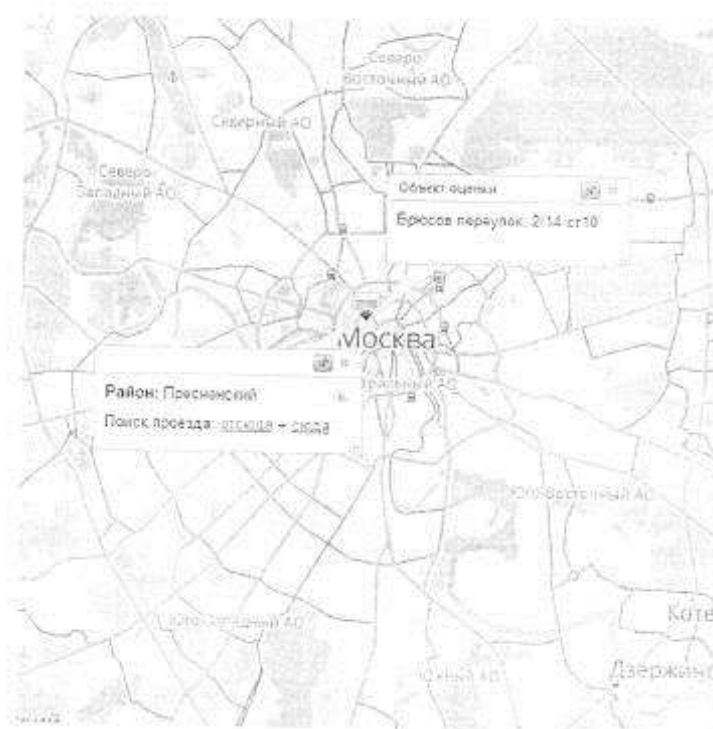 Северо
Восточный АО
Северный АО
Северо
Западный АО
Объект оценки
Брюсов переулок, 2/14 ст10
Москва
Район: Пресненский
Поиск проезда: отсюда - сюда
Юго-Восточный АО
Коте
Юго-Западный АО
Южный АО
Дзержинс